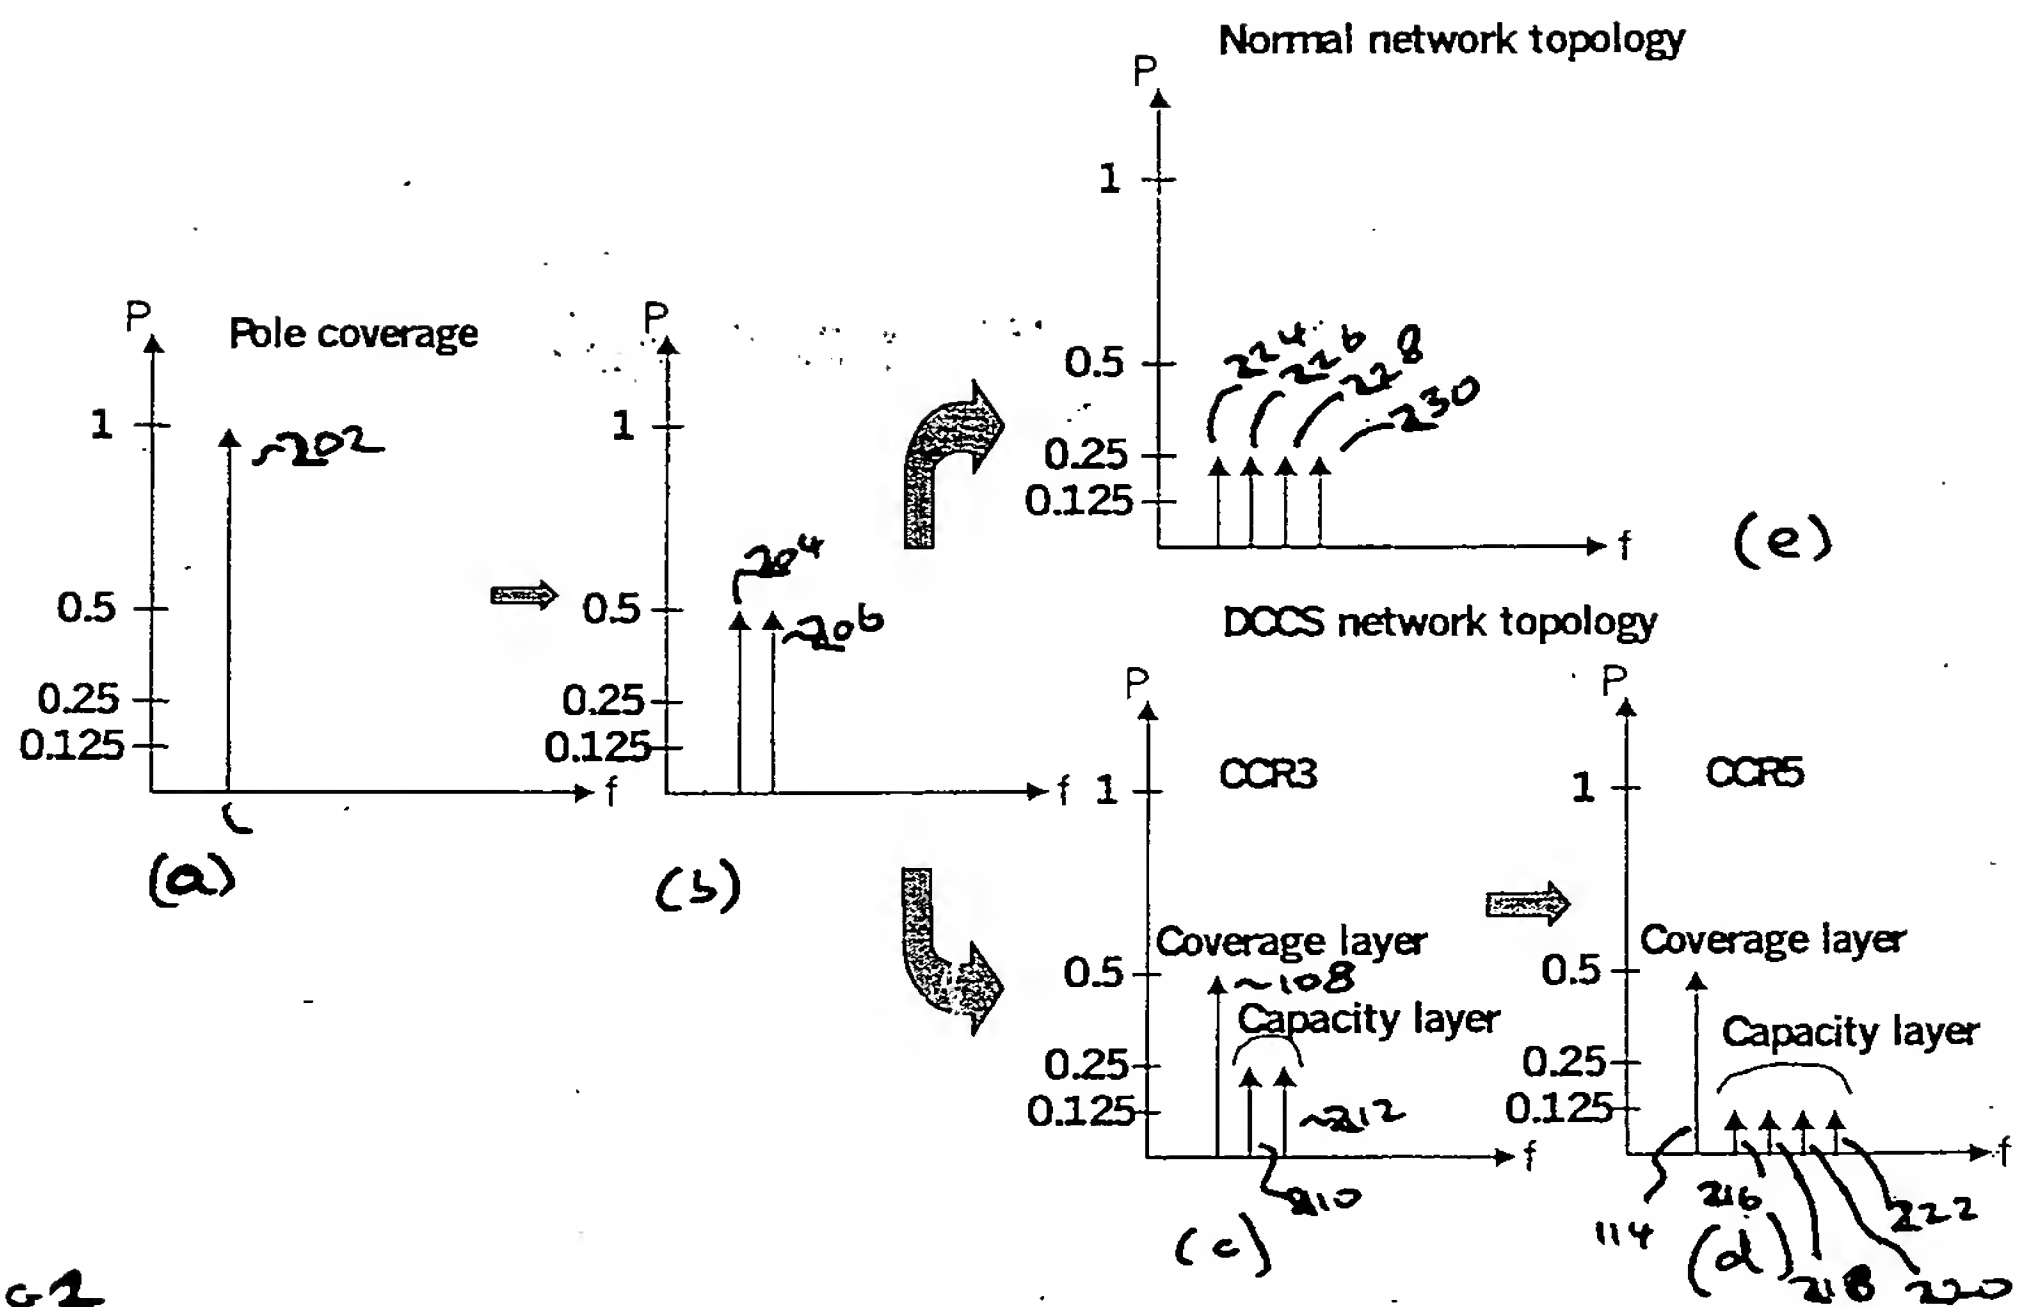 Normal network topology
P
1
0.5
0.25
0.125
224
226
228
230
f
(e)
P
Pole coverage
1
~202
0.5
0.25
0.125
f
(a)
P
1
204
0.5
~206
0.25
0.125
f
(b)
DCCS network topology
P
CCR3
1
Coverage layer
0.5
~108
Capacity layer
0.25
0.125
~212
f
210
(c)
P
CCR5
1
Coverage layer
0.5
Capacity layer
0.25
0.125
f
114
216
218
220
222
(d)
G 2